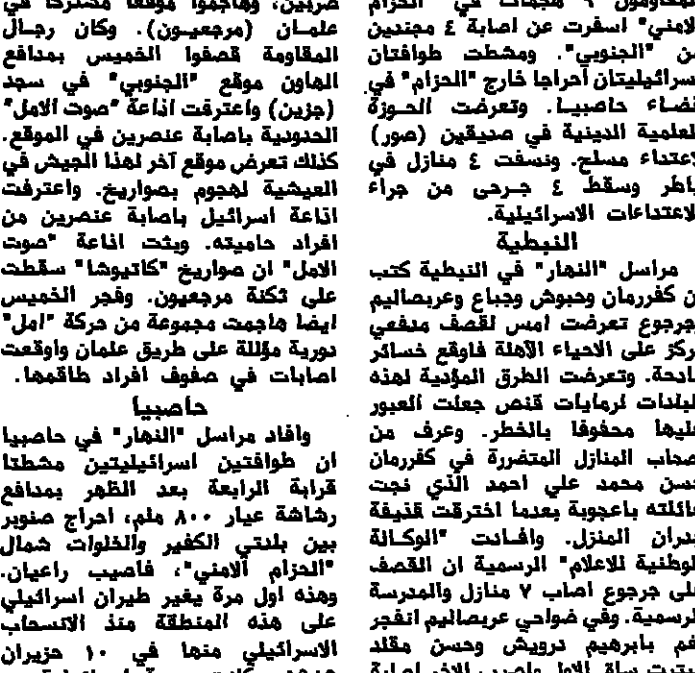 المقاومون ٩ هجمات في "الحزام
الامني" اسفرت عن اصابة ٤ مجندين
من "الجنوبي". ومشطت طوافتان
اسرائيليتان أحراجا خارج "الحزام" في
قضاء حاصبيا. وتعرضت الحوزة
العلمية الدينية في صديقين (صور)
لاعتداء مسلح. ونسفت ٤ منازل في
ياطر وسقط ٤ جرحى من جراء
الاعتداءات الاسرائيلية.
النبطية
مراسل "النهار" في النبطية كتب
ان كفررمان وحبوش وجباع وعربصاليم
وجرجوع تعرضت امس لقصف مدفعي
تركز على الاحياء الآهلة فاوقع خسائر
فادحة. وتعرضت الطرق المؤدية لهذه
البلدات لرمايات قنص جعلت العبور
عليها محفوفا بالخطر. وعرف من
اصحاب المنازل المتضررة في كفررمان
حسن محمد علي احمد الذي نجت
عائلته باعجوبة بعدما اخترقت قذيفة
جدران المنزل. وافادت "الوكالة
الوطنية للاعلام" الرسمية ان القصف
على جرجوع اصاب ٧ منازل والمدرسة
الرسمية. وفي ضواحي عربصاليم انفجر
لغم بابرهيم درويش وحسن مقلد
فبترت ساق الاول واصيب الآخر اصابة
ضربين، وهاجموا موقعا مشتركا في
علمان (مرجعيون). وكان رجال
المقاومة قصفوا الخميس بمدافع
الهاون موقع "الجنوبي" في سجد
(جزين) واعترفت اذاعة "صوت الامل"
الحدودية باصابة عنصرين في الموقع.
كذلك تعرض موقع آخر لهذا الجيش في
العيشية لهجوم بصواريخ. واعترفت
اذاعة اسرائيل باصابة عنصرين من
افراد حاميته. وبثت اذاعة "صوت
الامل" ان صواريخ "كاتيوشا" سقطت
على ثكنة مرجعيون. وفجر الخميس
ايضا هاجمت مجموعة من حركة "امل"
دورية مؤللة على طريق علمان واوقعت
اصابات في صفوف افراد طاقمها.
حاصبيا
وافاد مراسل "النهار" في حاصبيا
ان طوافتين اسرائيليتين مشطتا
قرابة الرابعة بعد الظهر بمدافع
رشاشة عيار ٨٠٠ ملم، احراج صنوبر
بين بلدتي الكفير والخلوات شمال
"الحزام الامني"، فاصيب راعيان.
وهذه اول مرة يغير طيران اسرائيلي
على هذه المنطقة منذ الانسحاب
الاسرائيلي منها في ١٠ حزيران